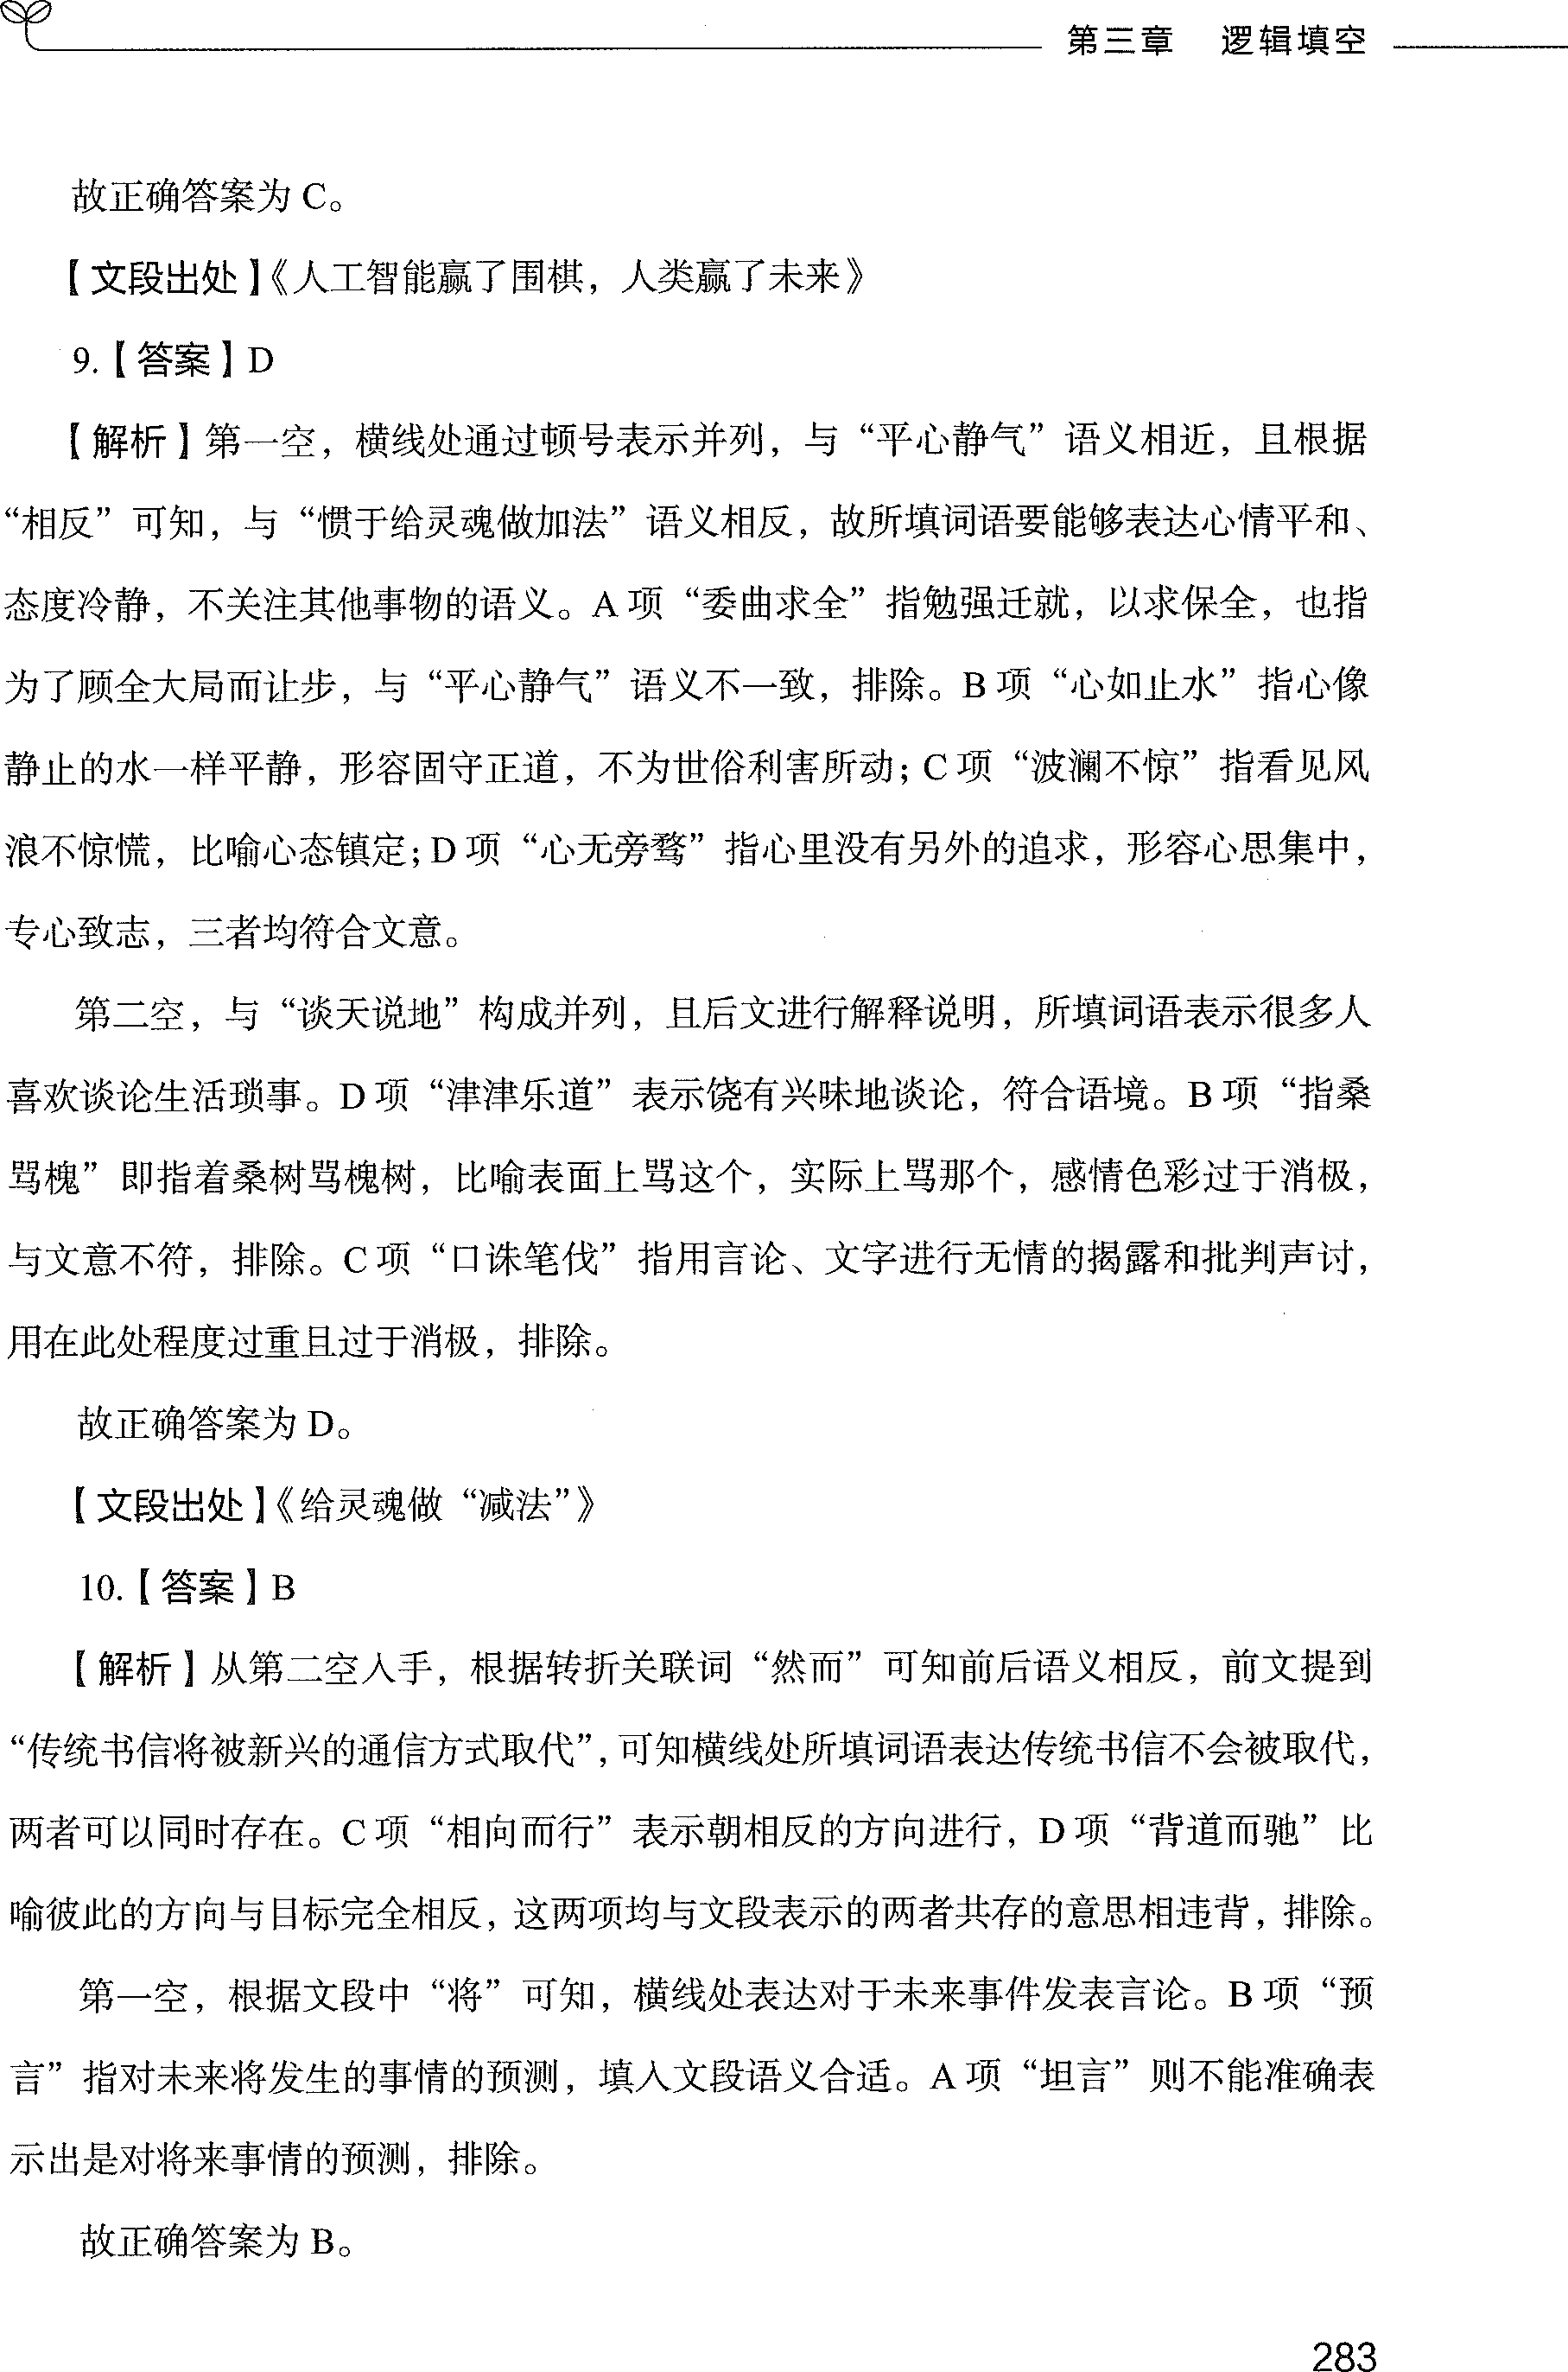 第三章 逻辑填空
故正确答案为 C。
【文段出处】《人工智能赢了围棋，人类赢了未来》
9.【答案】D
【解析】第一空，横线处通过顿号表示并列，与“平心静气”语义相近，且根据
“相反”可知，与“惯于给灵魂做加法”语义相反，故所填词语要能够表达心情平和、
态度冷静，不关注其他事物的语义。A 项“委曲求全”指勉强迁就，以求保全，也指
为了顾全大局而让步，与“平心静气”语义不一致，排除。B 项“心如止水”指心像
静止的水一样平静，形容固守正道，不为世俗利害所动；C 项“波澜不惊”指看见风
浪不惊慌，比喻心态镇定；D 项“心无旁骛”指心里没有另外的追求，形容心思集中，
专心致志，三者均符合文意。
第二空，与“谈天说地”构成并列，且后文进行解释说明，所填词语表示很多人
喜欢谈论生活琐事。D 项“津津乐道”表示饶有兴味地谈论，符合语境。B 项“指桑
骂槐”即指着桑树骂槐树，比喻表面上骂这个，实际上骂那个，感情色彩过于消极，
与文意不符，排除。C 项“口诛笔伐”指用言论、文字进行无情的揭露和批判声讨，
用在此处程度过重且过于消极，排除。
故正确答案为 D。
【文段出处】《给灵魂做“减法”》
10.【答案】B
【解析】从第二空入手，根据转折关联词“然而”可知前后语义相反，前文提到
“传统书信将被新兴的通信方式取代”，可知横线处所填词语表达传统书信不会被取代，
两者可以同时存在。C 项“相向而行”表示朝相反的方向进行，D 项“背道而驰”比
喻彼此的方向与目标完全相反，这两项均与文段表示的两者共存的意思相违背，排除。
第一空，根据文段中“将”可知，横线处表达对于未来事件发表言论。B 项“预
言”指对未来将发生的事情的预测，填入文段语义合适。A 项“坦言”则不能准确表
示出是对将来事情的预测，排除。
故正确答案为 B。
283